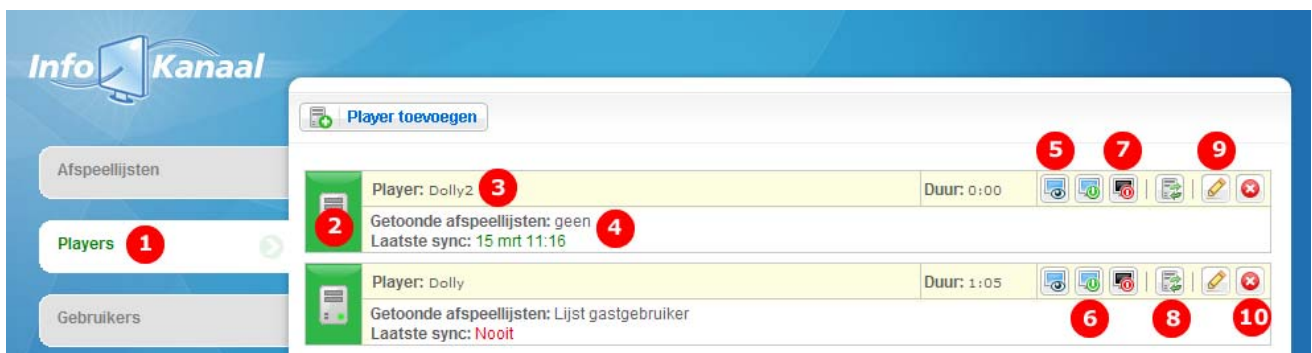 Info Kanaal
Player toevoegen
5 7 9
Afspeellijsten
Player: Dolly2 3 Duur: 0:00
2 Getoonde afspeellijsten: geen 4
Laatste sync: 15 mrt 11:16
Players 1
Player: Dolly Duur: 1:05
Getoonde afspeellijsten: Lijst gastgebruiker
Laatste sync: Nooit
6 8 10
Gebruikers